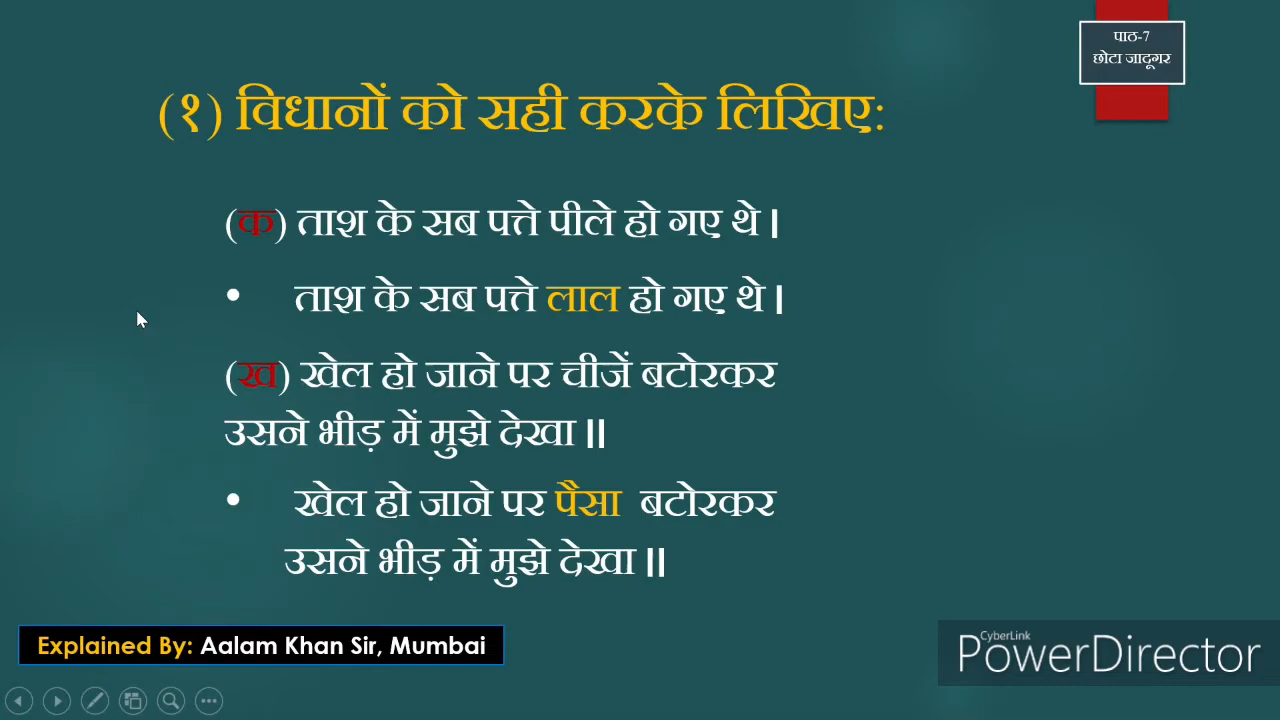 पाठ-7
छोटा जादूगर
(१) विधानों को सही करके लिखिए:
(क) ताश के सब पत्ते पीले हो गए थे |
• ताश के सब पत्ते लाल हो गए थे |
(ख) खेल हो जाने पर चीजें बटोरकर
उसने भीड़ में मुझे देखा ||
• खेल हो जाने पर पैसा बटोरकर
उसने भीड़ में मुझे देखा ||
Explained By: Aalam Khan Sir, Mumbai
CyberLink
PowerDirector